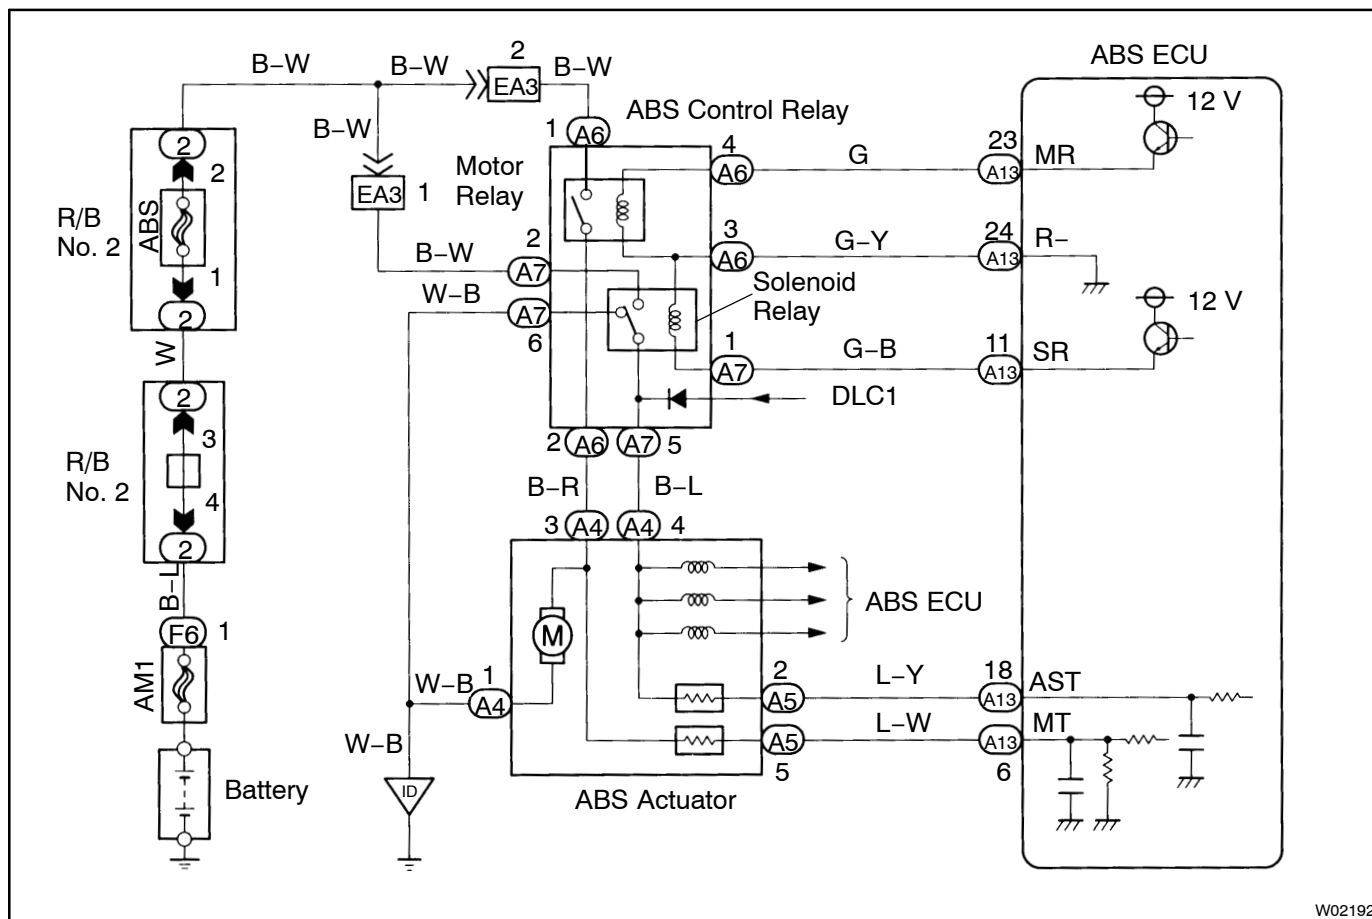 ABS ECU
2
B–W
B–W
EA3
B–W
12 V
ABS Control Relay
B–W
1
A6
2
4
A6
G
23
A13
MR
2
EA3
1
Motor
Relay
R/B
No. 2
ABS
1
2
B–W
2
A7
3
A6
G–Y
24
A13
R-
W–B
A7
6
Solenoid
Relay
12 V
W
1
A7
G–B
11
A13
SR
2
3
DLC1
R/B
No. 2
4
2
2
A6
A7
5
B–R
B–L
3
A4
A4
4
B–L
F6
1
ABS ECU
M
AM1
W–B
1
A4
2
A5
L–Y
18
A13
AST
W–B
A5
5
L–W
A13
6
MT
Battery
ID
ABS Actuator
W02192